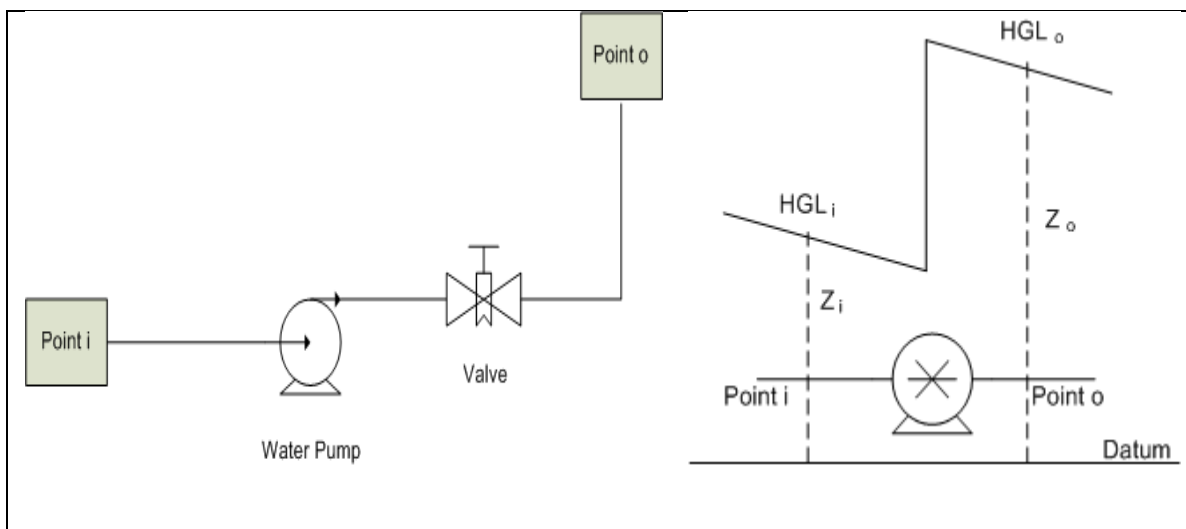 Point o
Point i
Valve
Water Pump
HGL o
HGL i
Z o
Z i
Point i
Point o
Datum